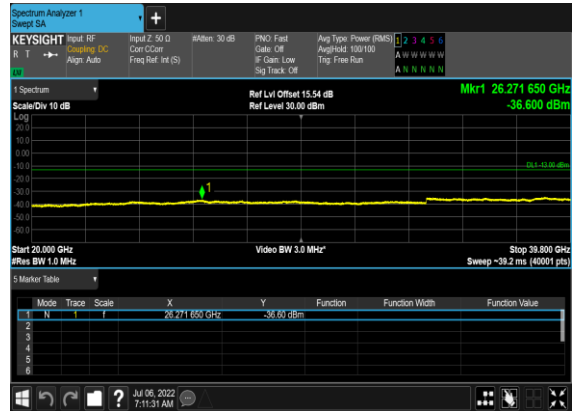 Spectrum Analyzer 1
Swept SA
KEYSIGHT Input: RF Input Z: 50 Ω #Atten: 30 dB PNO: Fast Avg Type: Power (RMS) 1 2 3 4 5 6
R T Coupling: DC Corr CCorr Gate: Off Avg|Hold: 100/100 A W W W W W
Align: Auto Freq Ref: Int (S) IF Gain: Low Trig: Free Run
Sig Track: Off A N N N N N
1 Spectrum Ref Lvl Offset 15.54 dB Mkr1 26.271 650 GHz
Scale/Div 10 dB Ref Level 30.00 dBm -36.600 dBm
Log
20.0
10.0
0.00
-10.0
DL1 -13.00 dBm
-20.0
-30.0
1
-40.0
-50.0
-60.0
Start 20.000 GHz Video BW 3.0 MHz* Stop 39.800 GHz
#Res BW 1.0 MHz Sweep ~39.2 ms (40001 pts)
5 Marker Table
Mode Trace Scale X Y Function Function Width Function Value
1 N 1 f 26.271 650 GHz -36.60 dBm
2
3
4
5
6
? Jul 06, 2022
7:11:31 AM